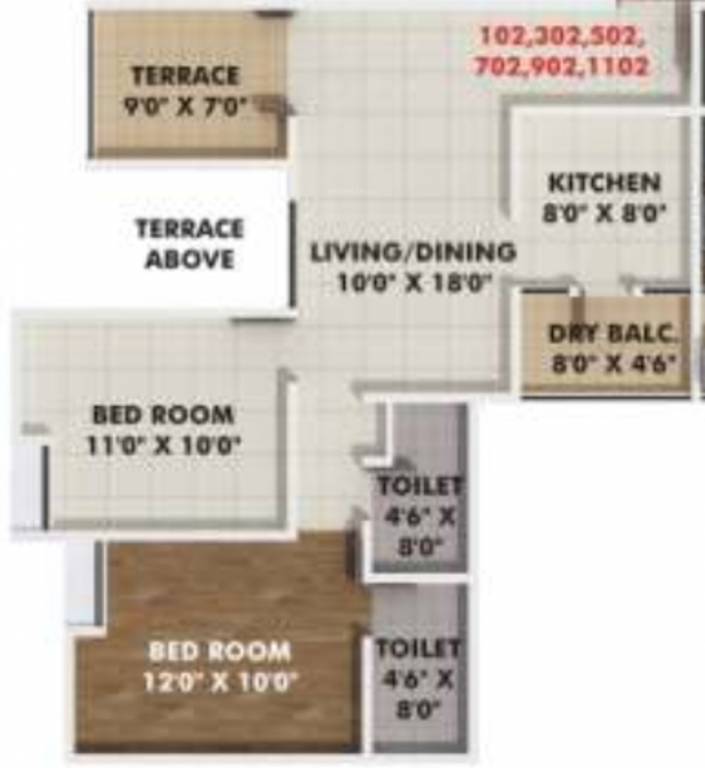 102,302,502,
702,902,1102
TERRACE
9'0" X 7'0"
KITCHEN
8'0" X 8'0"
TERRACE
ABOVE
LIVING/DINING
10'0" X 18'0"
DRY BALC.
8'0" X 4'6"
BED ROOM
11'0" X 10'0"
TOILET
4'6" X
8'0"
BED ROOM
12'0" X 10'0"
TOILET
4'6" X
8'0"